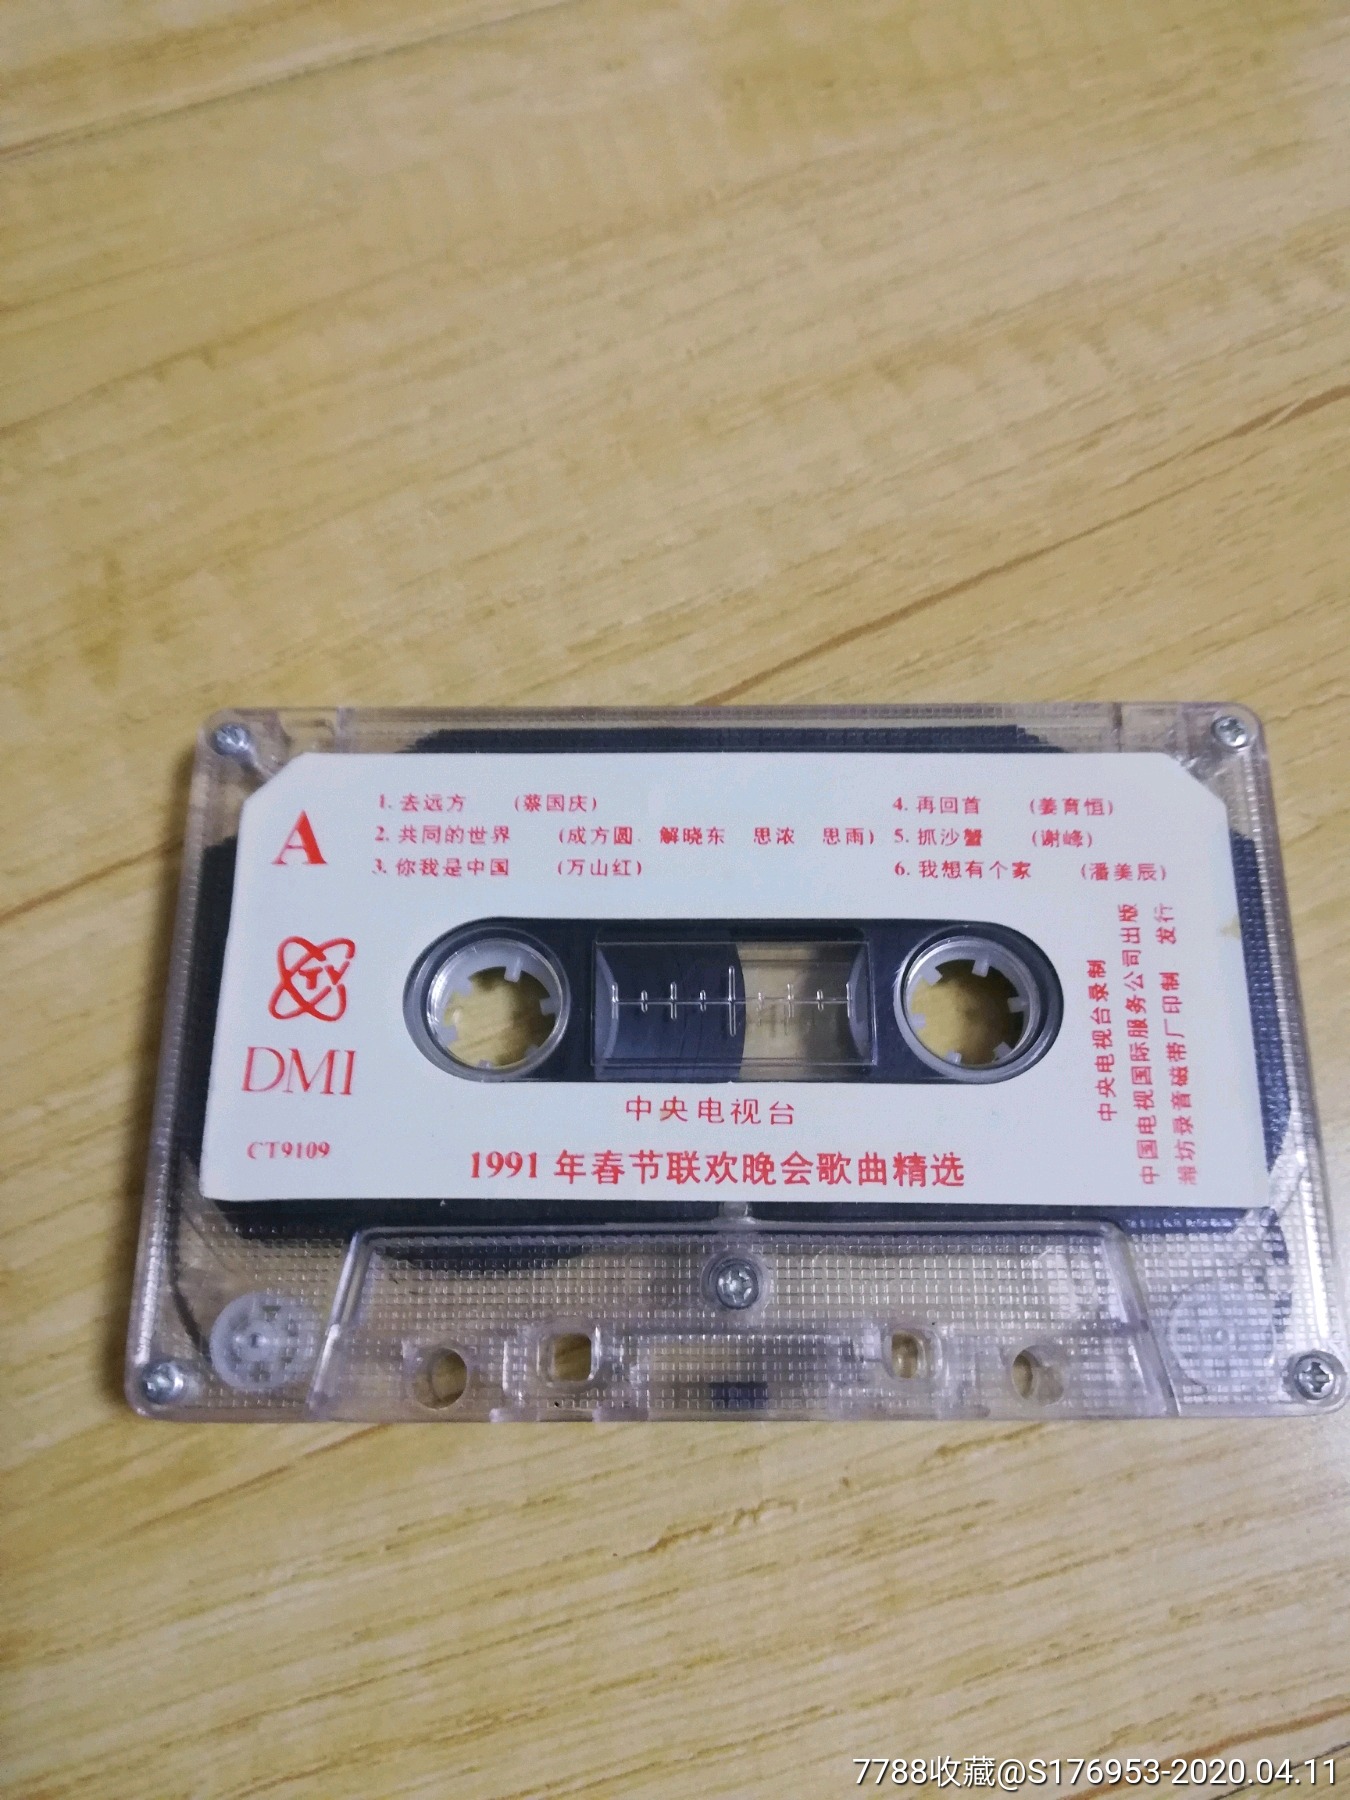 A
1. 去远方 (蔡国庆)
2. 共同的世界 (成方圆 解晓东 思浓 思雨)
3. 你我是中国 (万山红)
4. 再回首 (姜育恒)
5. 抓沙蟹 (谢峰)
6. 我想有个家 (潘美辰)
TV
DMI
CT9109
中央电视台
1991年春节联欢晚会歌曲精选
中央电视台录制
中国电视国际服务公司出版
潍坊录音磁带厂印制 发行
7788收藏@S176953-2020.04.11